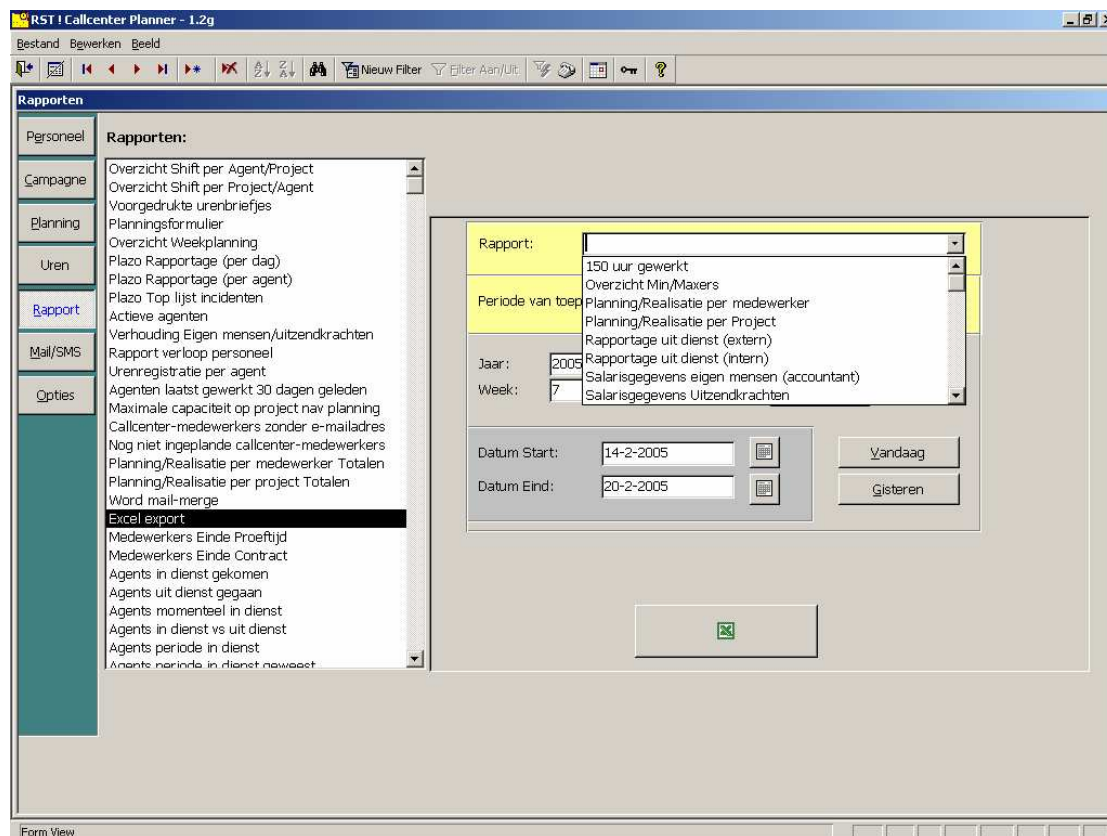 RST ! Callcenter Planner - 1.2g
Bestand Bewerken Beeld
Nieuw Filter Filter Aan/Uit
Rapporten
Personeel
Campagne
Planning
Uren
Rapport
Mail/SMS
Opties
Rapporten:
Overzicht Shift per Agent/Project
Overzicht Shift per Project/Agent
Voorgedrukte urenbriefjes
Planningsformulier
Overzicht Weekplanning
Plazo Rapportage (per dag)
Plazo Rapportage (per agent)
Plazo Top lijst incidenten
Actieve agenten
Verhouding Eigen mensen/uitzendkrachten
Rapport verloop personeel
Urenregistratie per agent
Agenten laatst gewerkt 30 dagen geleden
Maximale capaciteit op project nav planning
Callcenter-medewerkers zonder e-mailadres
Nog niet ingeplande callcenter-medewerkers
Planning/Realisatie per medewerker Totalen
Planning/Realisatie per project Totalen
Word mail-merge
Excel export
Medewerkers Einde Proeftijd
Medewerkers Einde Contract
Agents in dienst gekomen
Agents uit dienst gegaan
Agents momenteel in dienst
Agents in dienst vs uit dienst
Agents periode in dienst
Agents periode in dienst geweest
Rapport:
150 uur gewerkt
Overzicht Min/Maxers
Planning/Realisatie per medewerker
Planning/Realisatie per Project
Rapportage uit dienst (extern)
Rapportage uit dienst (intern)
Salarisgegevens eigen mensen (accountant)
Salarisgegevens Uitzendkrachten
Periode van toep
Jaar: 2005
Week: 7
Datum Start: 14-2-2005
Datum Eind: 20-2-2005
Vandaag
Gisteren
Form View